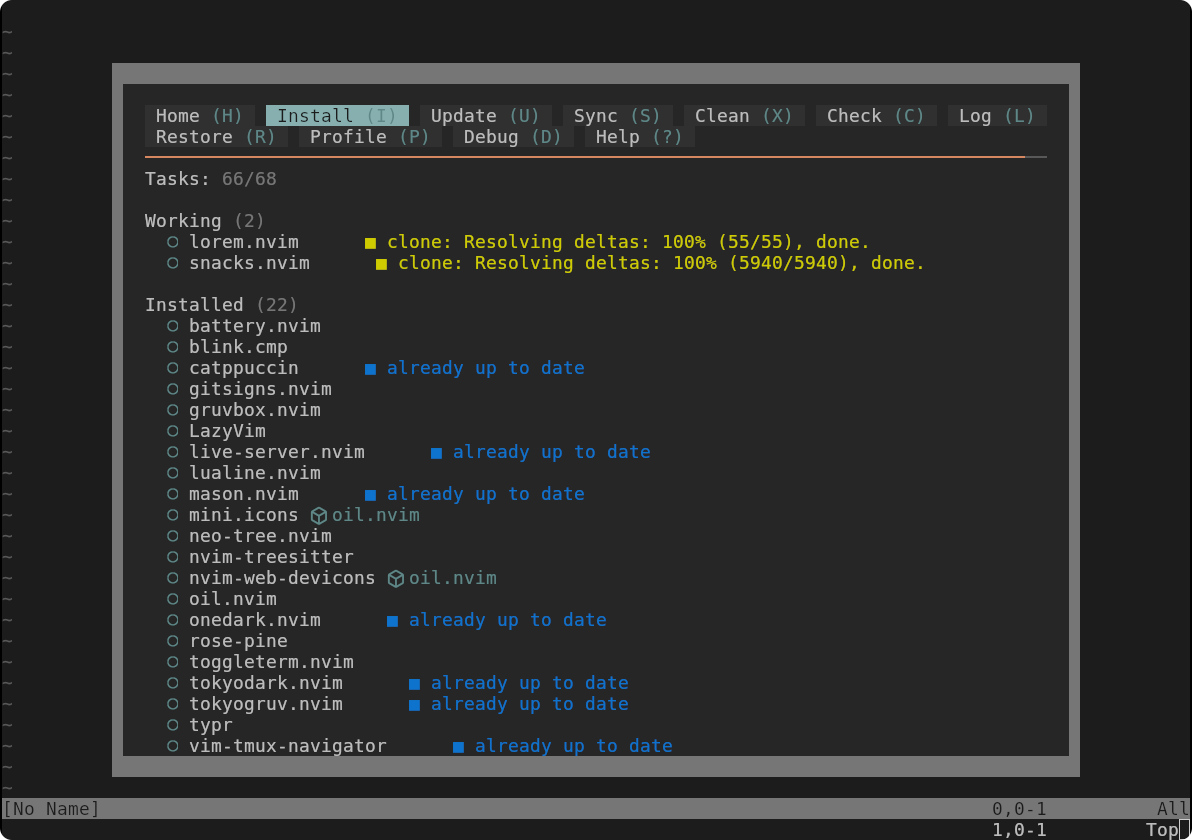 Home (H) Install (I) Update (U) Sync (S) Clean (X) Check (C) Log (L)
Restore (R) Profile (P) Debug (D) Help (?)
Tasks: 66/68
Working (2)
○ lorem.nvim ■ clone: Resolving deltas: 100% (55/55), done.
○ snacks.nvim ■ clone: Resolving deltas: 100% (5940/5940), done.
Installed (22)
○ battery.nvim
○ blink.cmp
○ catppuccin ■ already up to date
○ gitsigns.nvim
○ gruvbox.nvim
○ LazyVim
○ live-server.nvim ■ already up to date
○ lualine.nvim
○ mason.nvim ■ already up to date
○ mini.icons oil.nvim
○ neo-tree.nvim
○ nvim-treesitter
○ nvim-web-devicons oil.nvim
○ oil.nvim
○ onedark.nvim ■ already up to date
○ rose-pine
○ toggleterm.nvim
○ tokyodark.nvim ■ already up to date
○ tokyogruv.nvim ■ already up to date
○ typr
○ vim-tmux-navigator ■ already up to date
[No Name] 0,0-1 All
1,0-1 Top